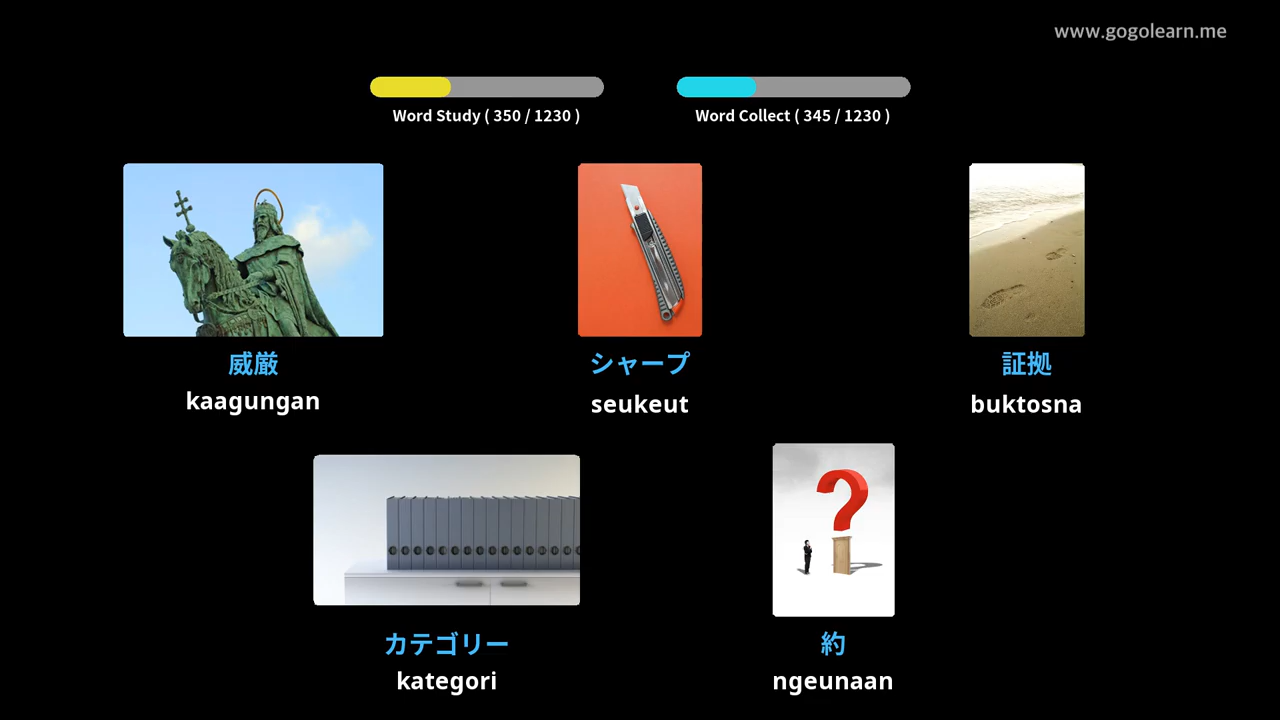 www.gogolearn.me
Word Study ( 350 / 1230 )
Word Collect ( 345 / 1230 )
威厳
kaagungan
シャープ
seukeut
証拠
buktosna
カテゴリー
kategori
約
ngeunaan